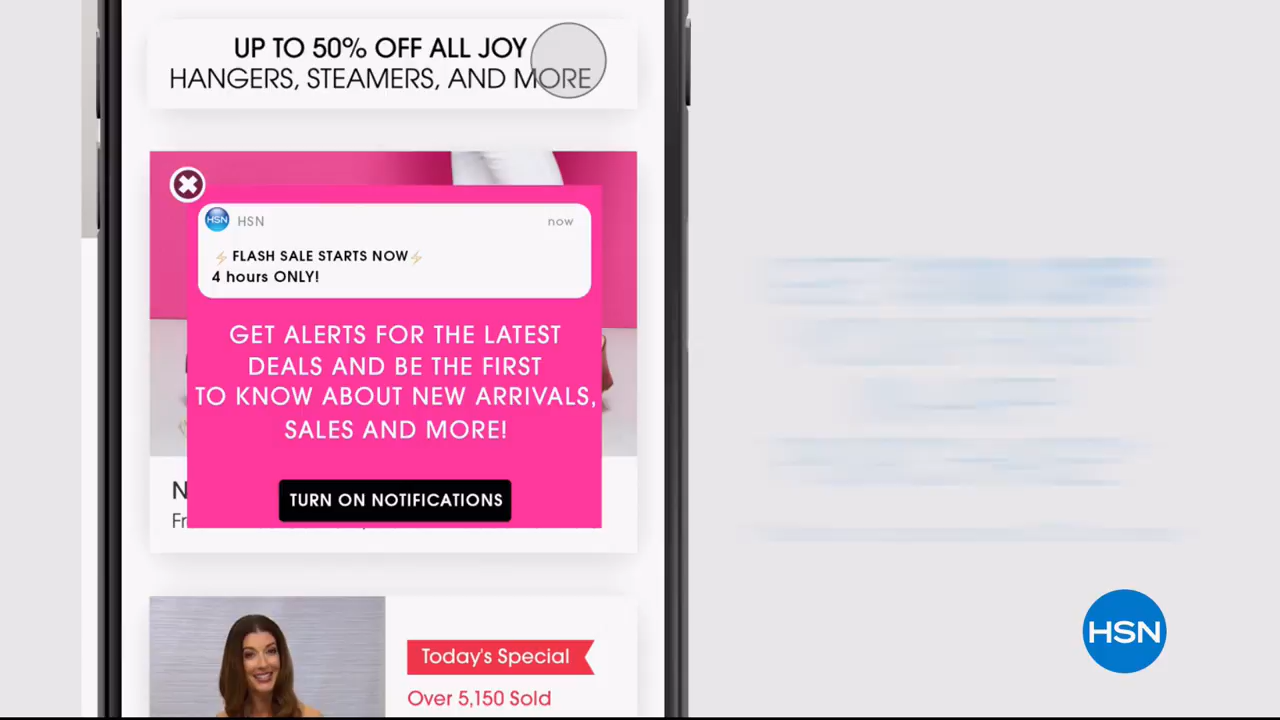 UP TO 50% OFF ALL JOY
HANGERS, STEAMERS, AND MORE
HSN HSN now
⚡FLASH SALE STARTS NOW⚡
4 hours ONLY!
GET ALERTS FOR THE LATEST
DEALS AND BE THE FIRST
TO KNOW ABOUT NEW ARRIVALS,
SALES AND MORE!
TURN ON NOTIFICATIONS
Today's Special
Over 5,150 Sold
HSN